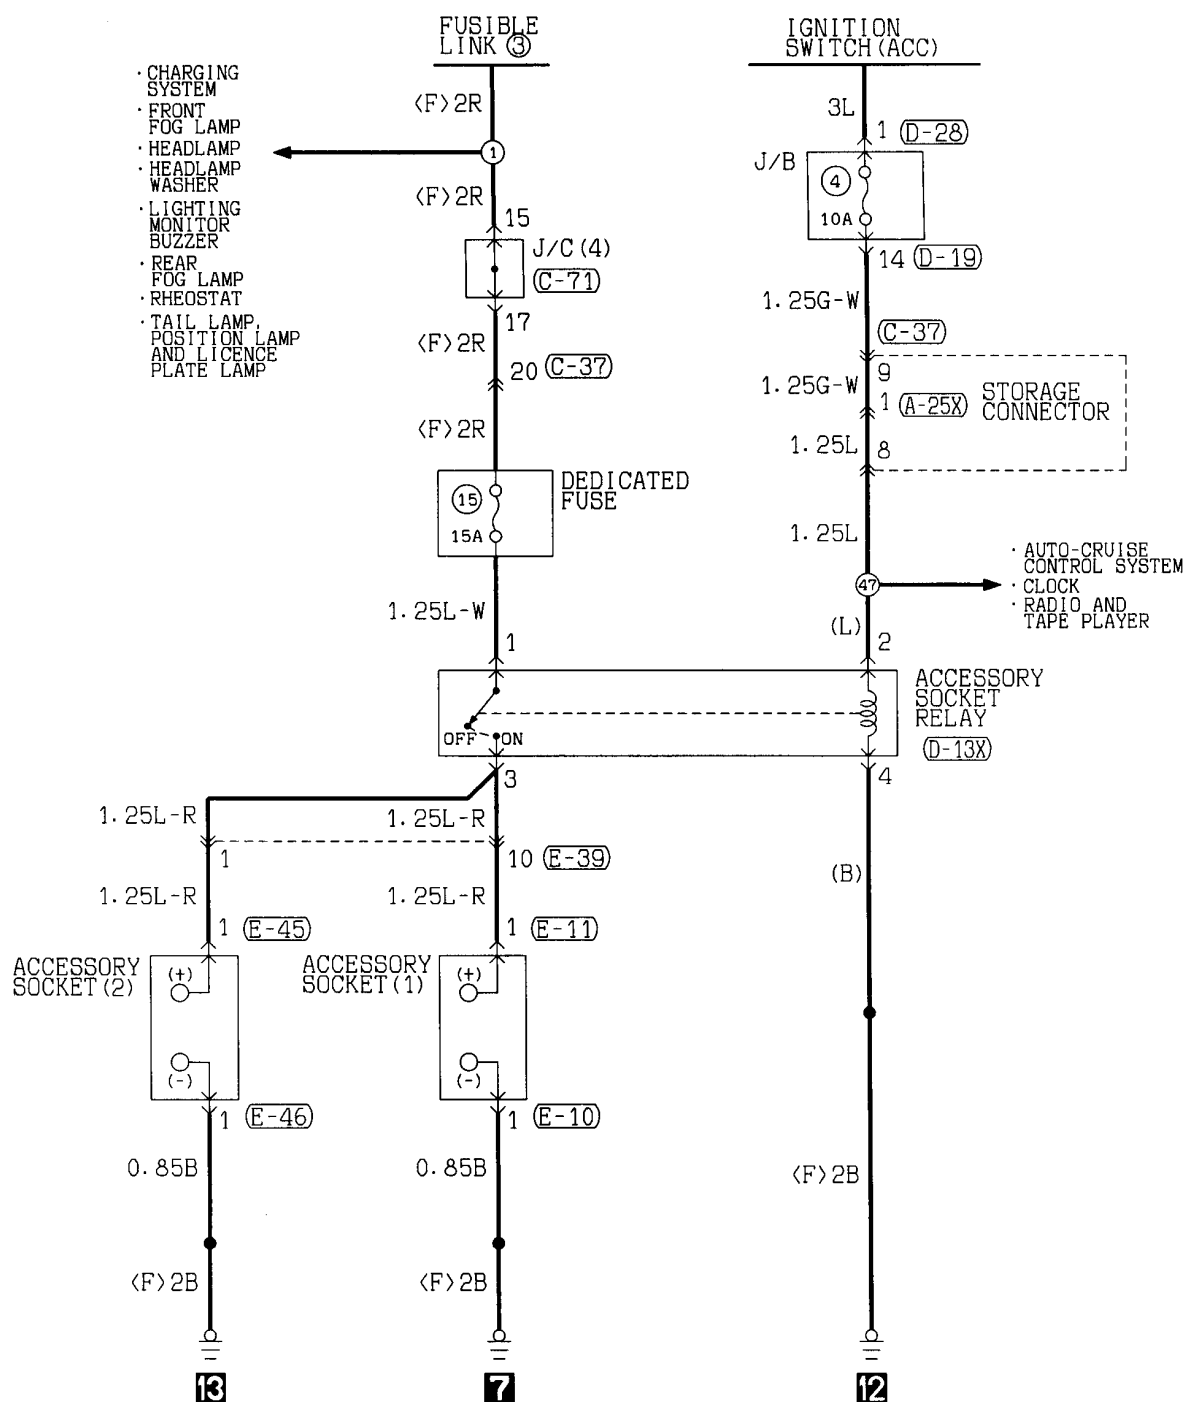 FUSIBLE
LINK ③
IGNITION
SWITCH(ACC)
· CHARGING
SYSTEM
· FRONT
FOG LAMP
· HEADLAMP
· HEADLAMP
WASHER
· LIGHTING
MONITOR
BUZZER
· REAR
FOG LAMP
· RHEOSTAT
· TAIL LAMP,
POSITION LAMP
AND LICENCE
PLATE LAMP
<F>2R
1
<F>2R
15
J/C(4)
C-71
17
<F>2R
20 C-37
<F>2R
15
15A
DEDICATED
FUSE
1.25L-W
1
3L
1 D-28
J/B
4
10A
14 D-19
1.25G-W
C-37
9
1.25G-W
1 A-25X
STORAGE
CONNECTOR
1.25L
8
1.25L
47
· AUTO-CRUISE
CONTROL SYSTEM
· CLOCK
· RADIO AND
TAPE PLAYER
(L)
2
OFF ON
ACCESSORY
SOCKET
RELAY
D-13X
3
4
1.25L-R
1.25L-R
1
10 E-39
(B)
1.25L-R
1.25L-R
1 E-45
1 E-11
ACCESSORY
SOCKET(2)
(+)
(-)
ACCESSORY
SOCKET(1)
(+)
(-)
1 E-46
1 E-10
0.85B
0.85B
<F>2B
<F>2B
<F>2B
13
7
12